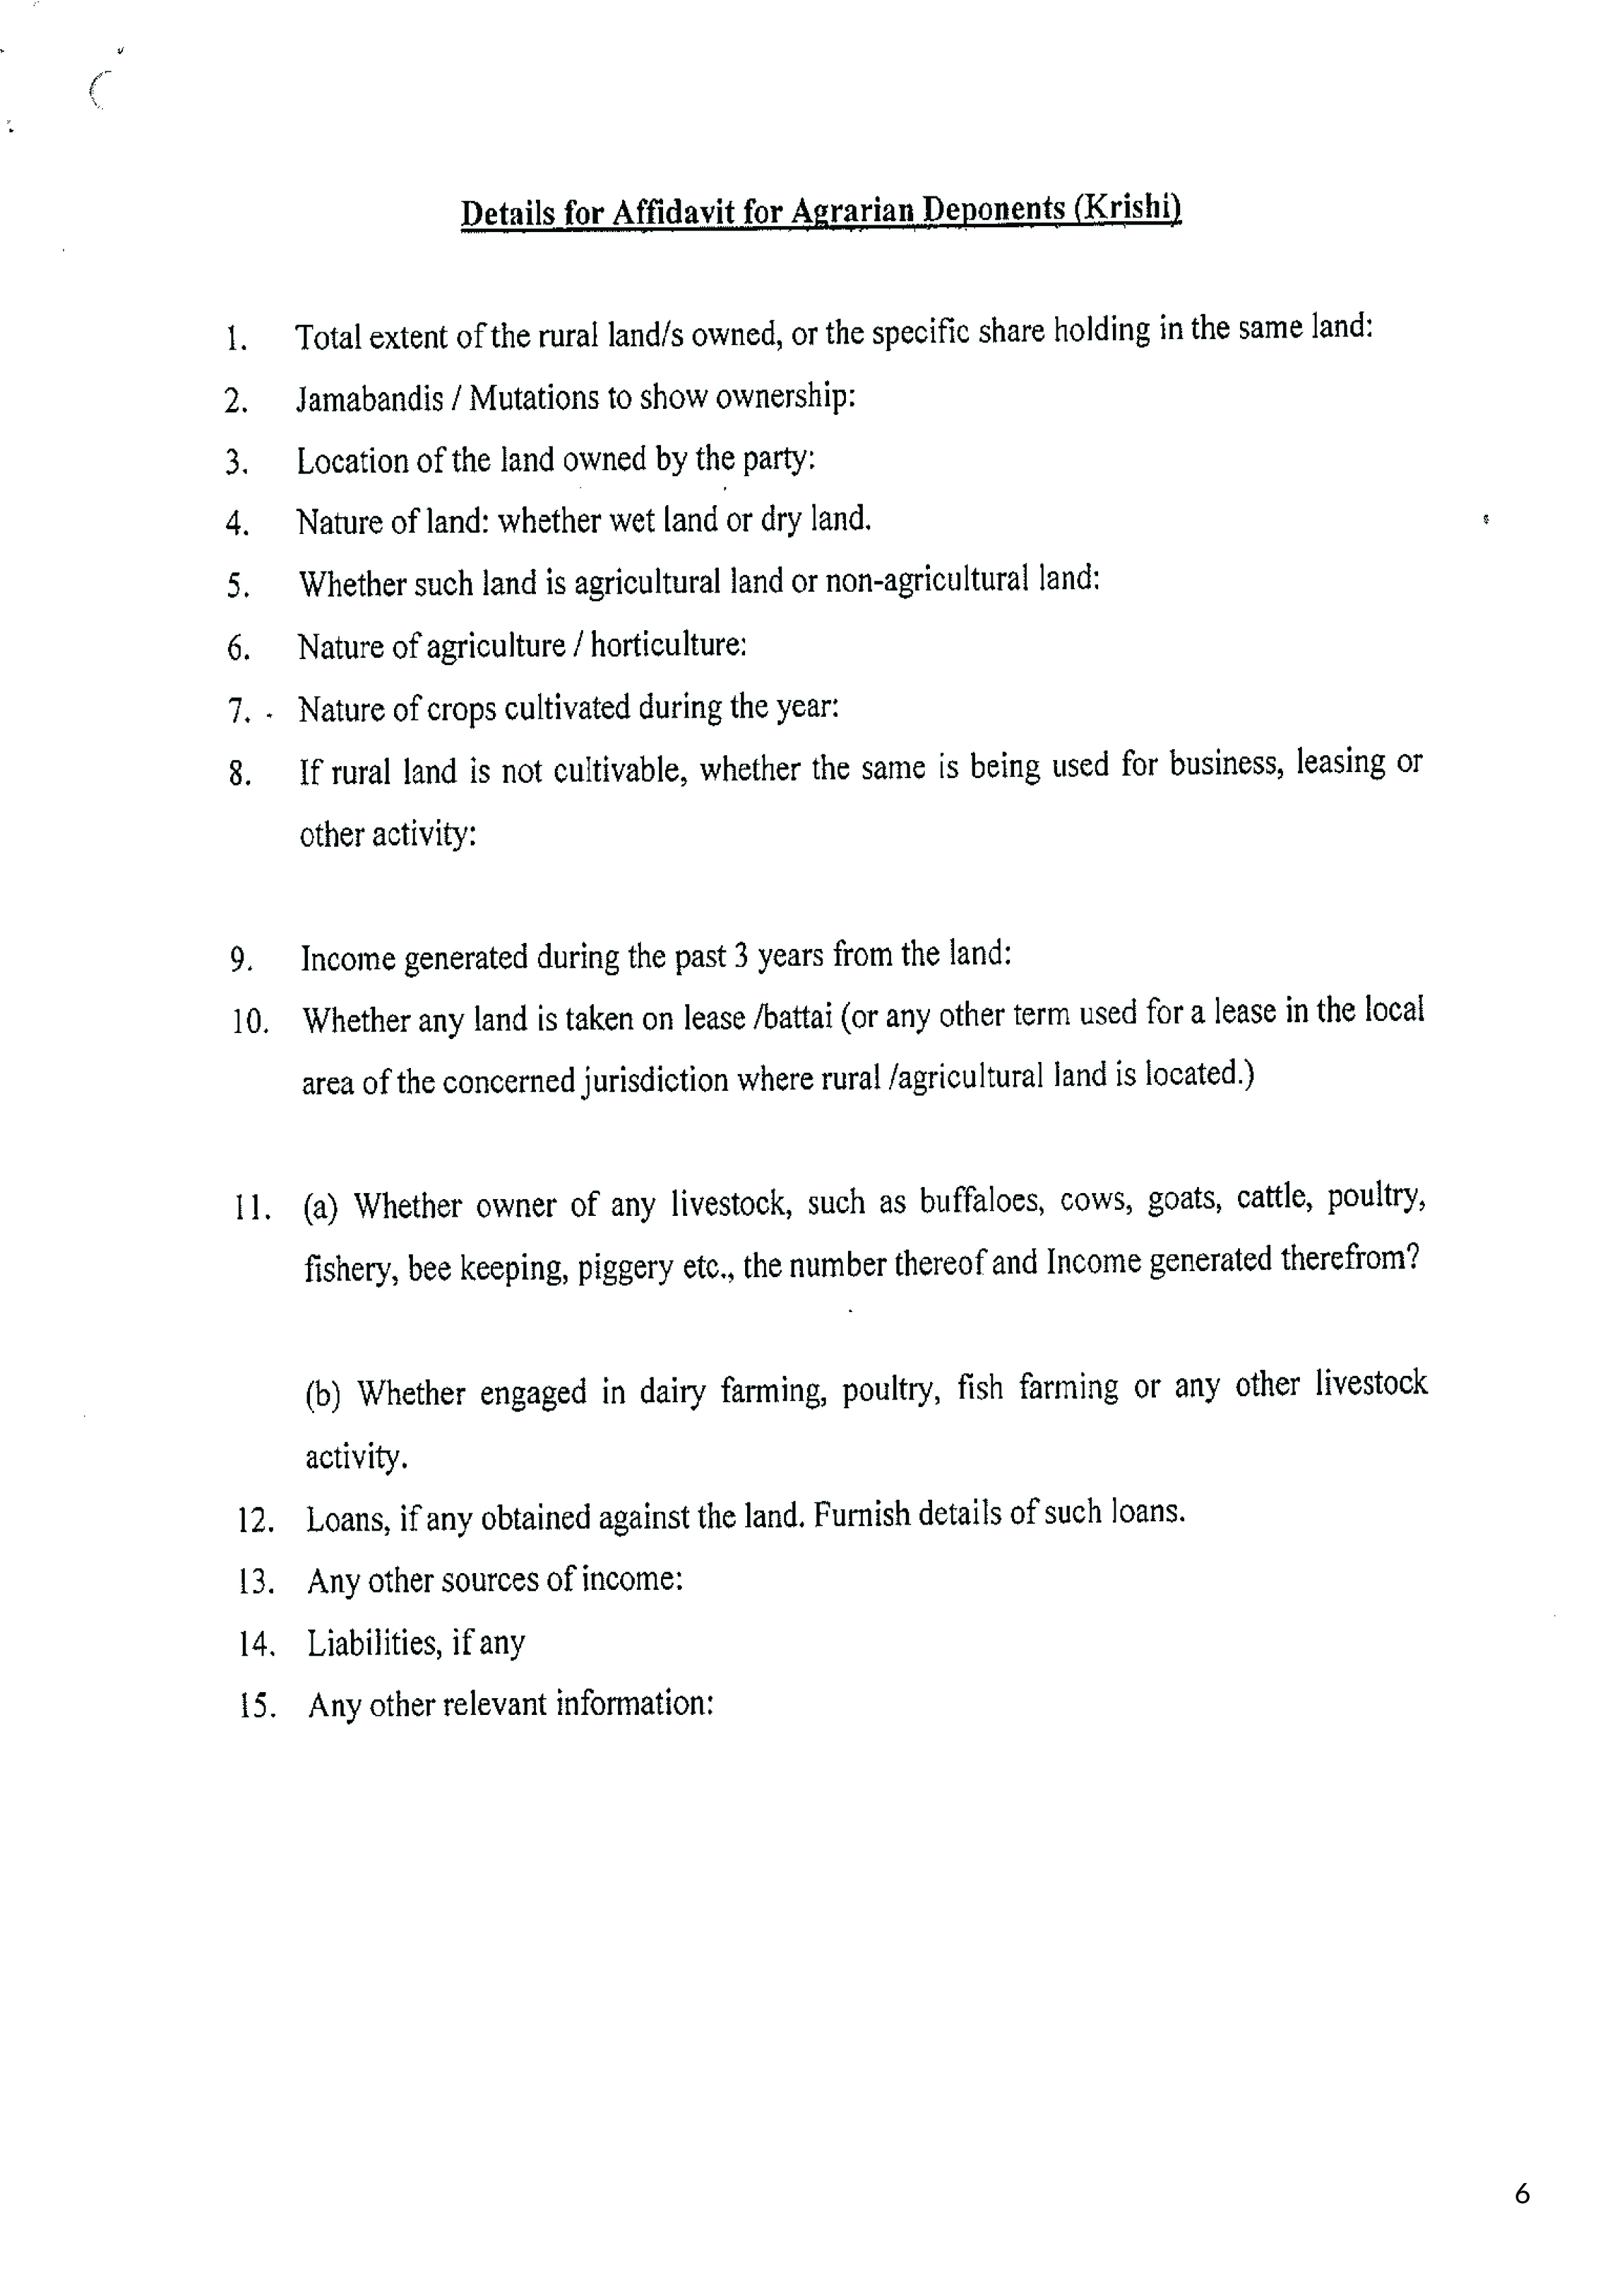 Details for Affidavit for Agrarian Deponents (Krishi)
1. Total extent of the rural land/s owned, or the specific share holding in the same land:
2. Jamabandis / Mutations to show ownership:
3. Location of the land owned by the party:
4. Nature of land: whether wet land or dry land.
5. Whether such land is agricultural land or non-agricultural land:
6. Nature of agriculture / horticulture:
7. Nature of crops cultivated during the year:
8. If rural land is not cultivable, whether the same is being used for business, leasing or
other activity:
9. Income generated during the past 3 years from the land:
10. Whether any land is taken on lease /battai (or any other term used for a lease in the local
area of the concerned jurisdiction where rural /agricultural land is located.)
11. (a) Whether owner of any livestock, such as buffaloes, cows, goats, cattle, poultry,
fishery, bee keeping, piggery etc., the number thereof and Income generated therefrom?
(b) Whether engaged in dairy farming, poultry, fish farming or any other livestock
activity.
12. Loans, if any obtained against the land. Furnish details of such loans.
13. Any other sources of income:
14. Liabilities, if any
15. Any other relevant information:
6